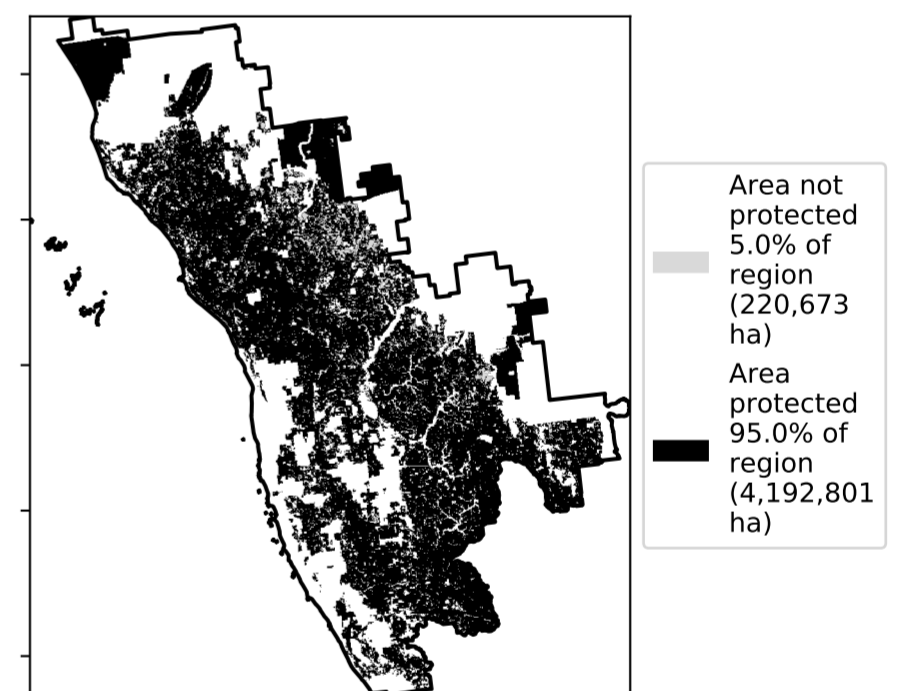 Area not
protected
5.0% of
region
(220,673
ha)
Area
protected
95.0% of
region
(4,192,801
ha)